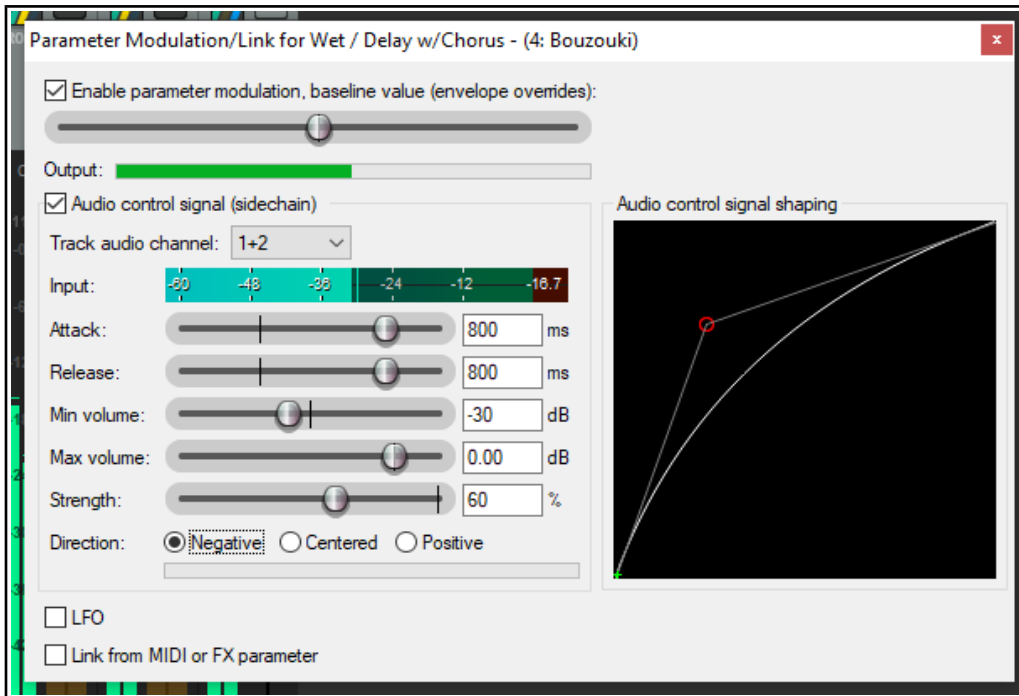 Parameter Modulation/Link for Wet / Delay w/Chorus - (4: Bouzouki)
x
Enable parameter modulation, baseline value (envelope overrides):
Output:
Audio control signal (sidechain)
Audio control signal shaping
Track audio channel: 1+2
Input: -60 -48 -36 -24 -12 -16.7
Attack: 800 ms
Release: 800 ms
Min volume: -30 dB
Max volume: 0.00 dB
Strength: 60 %
Direction: Negative Centered Positive
LFO
Link from MIDI or FX parameter